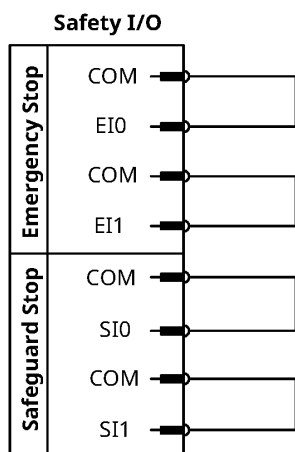 Safety I/O
Emergency Stop
COM
EI0
COM
EI1
Safeguard Stop
COM
SI0
COM
SI1